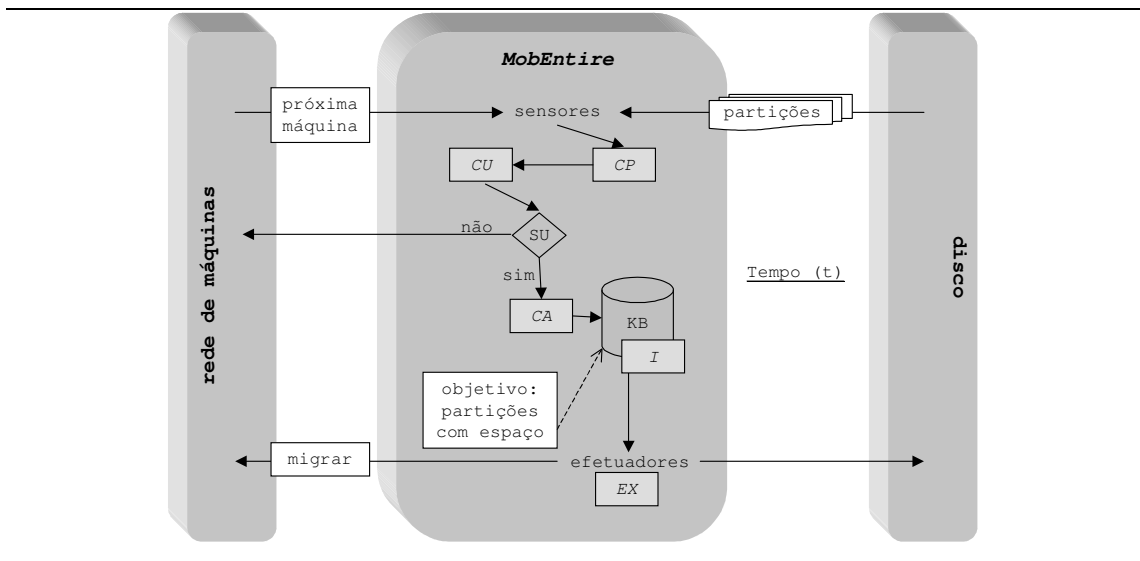 MobEntire
próxima
máquina
sensores
partições
CU
CP
não
SU
sim
CA
KB
I
Tempo (t)
rede de máquinas
disco
objetivo:
partições
com espaço
migrar
efetuadores
EX